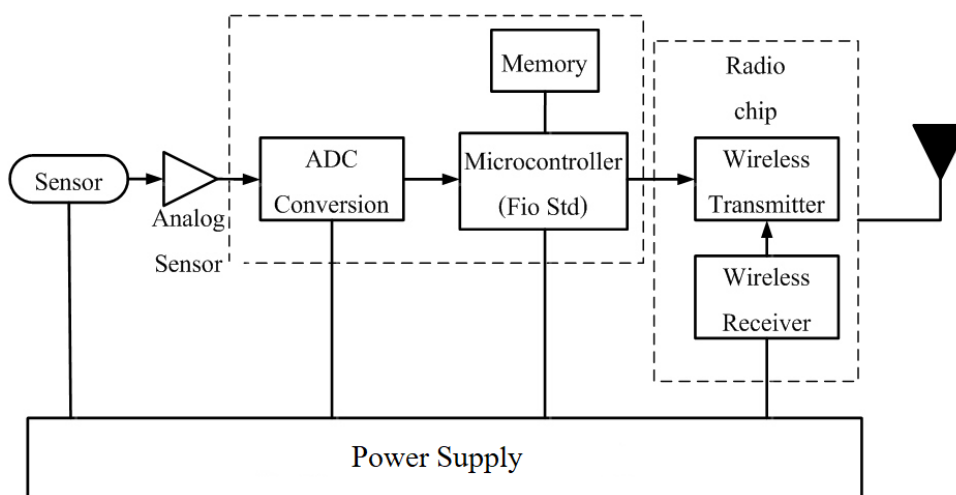 Memory
Radio
chip
Sensor
Analog
Sensor
ADC
Conversion
Microcontroller
(Fio Std)
Wireless
Transmitter
Wireless
Receiver
Power Supply